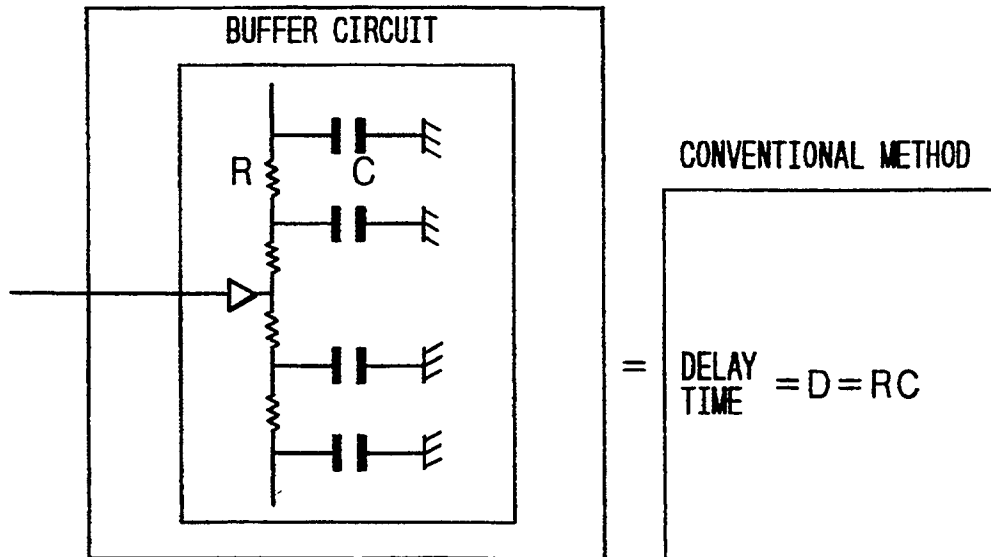 BUFFER CIRCUIT
R
C
CONVENTIONAL METHOD
=
DELAY TIME = D = RC